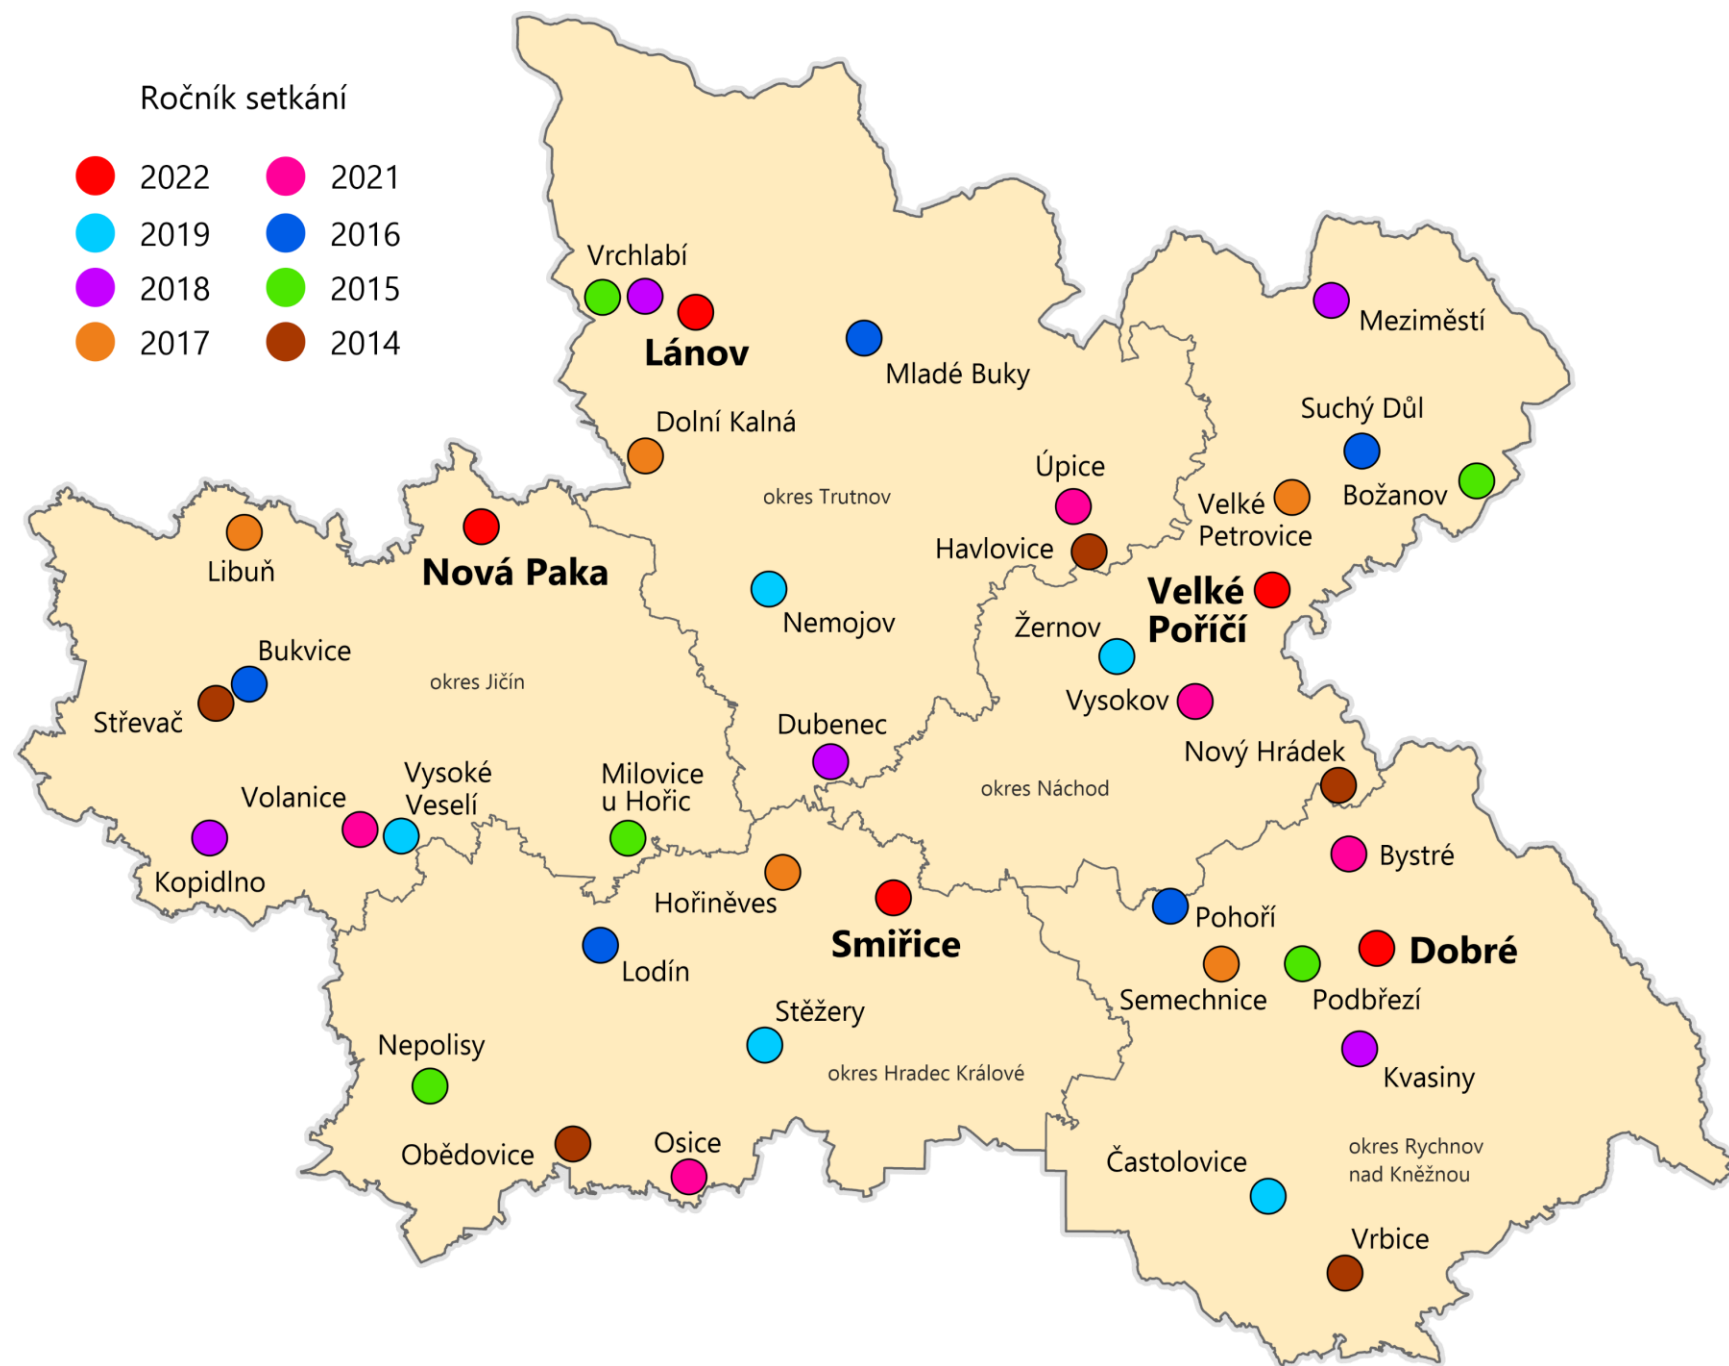 Ročník setkání
2022
2021
2019
2016
2018
2015
2017
2014
Vrchlabí
Lánov
Mladé Buky
Meziměstí
Suchý Důl
Dolní Kalná
Úpice
Božanov
okres Trutnov
Velké
Petrovice
Havlovice
Libuň
Nová Paka
Nemojov
Velké
Poříčí
Žernov
Bukvice
okres Jičín
Střevač
Vysokov
Dubenec
Nový Hrádek
Vysoké
Veselí
Milovice
u Hořic
okres Náchod
Volanice
Kopidlno
Bystré
Hořiněves
Pohoří
Smiřice
Dobré
Lodín
Semechnice
Podbřezí
Stěžery
Nepolisy
okres Hradec Králové
Kvasiny
Obědovice
Osice
Častolovice
okres Rychnov
nad Kněžnou
Vrbice